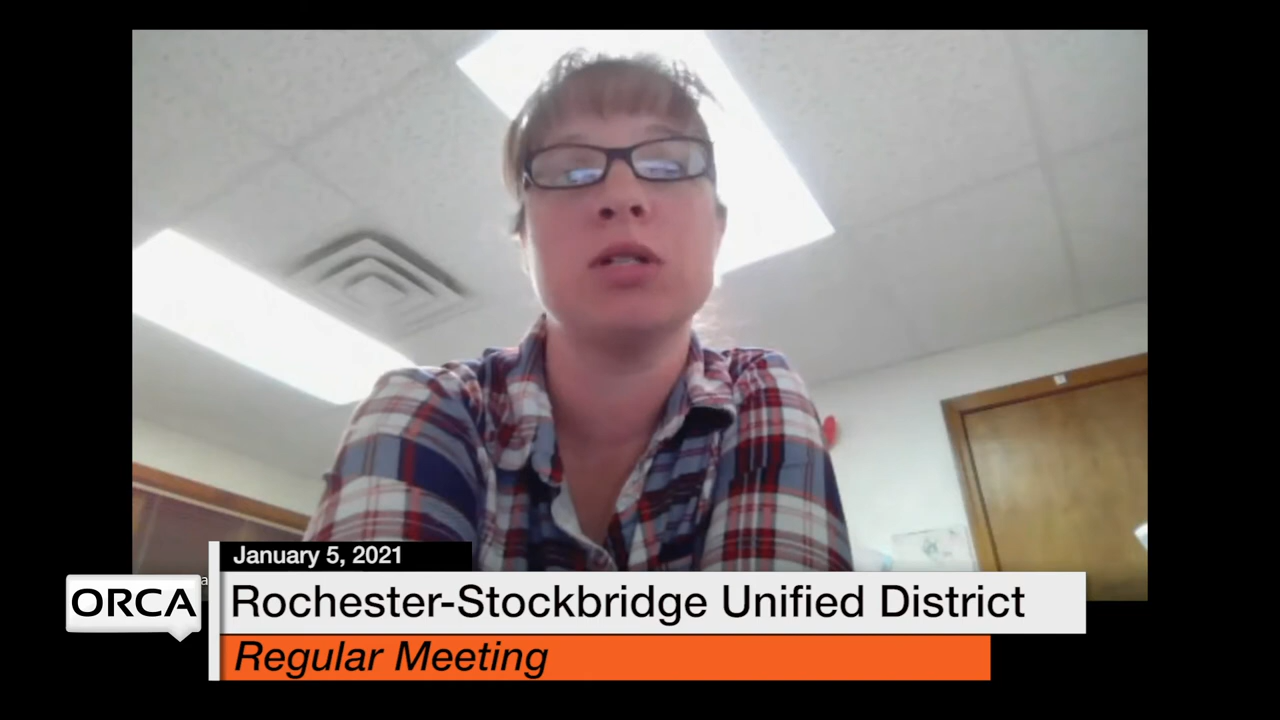 January 5, 2021
ORCA
Rochester-Stockbridge Unified District
Regular Meeting